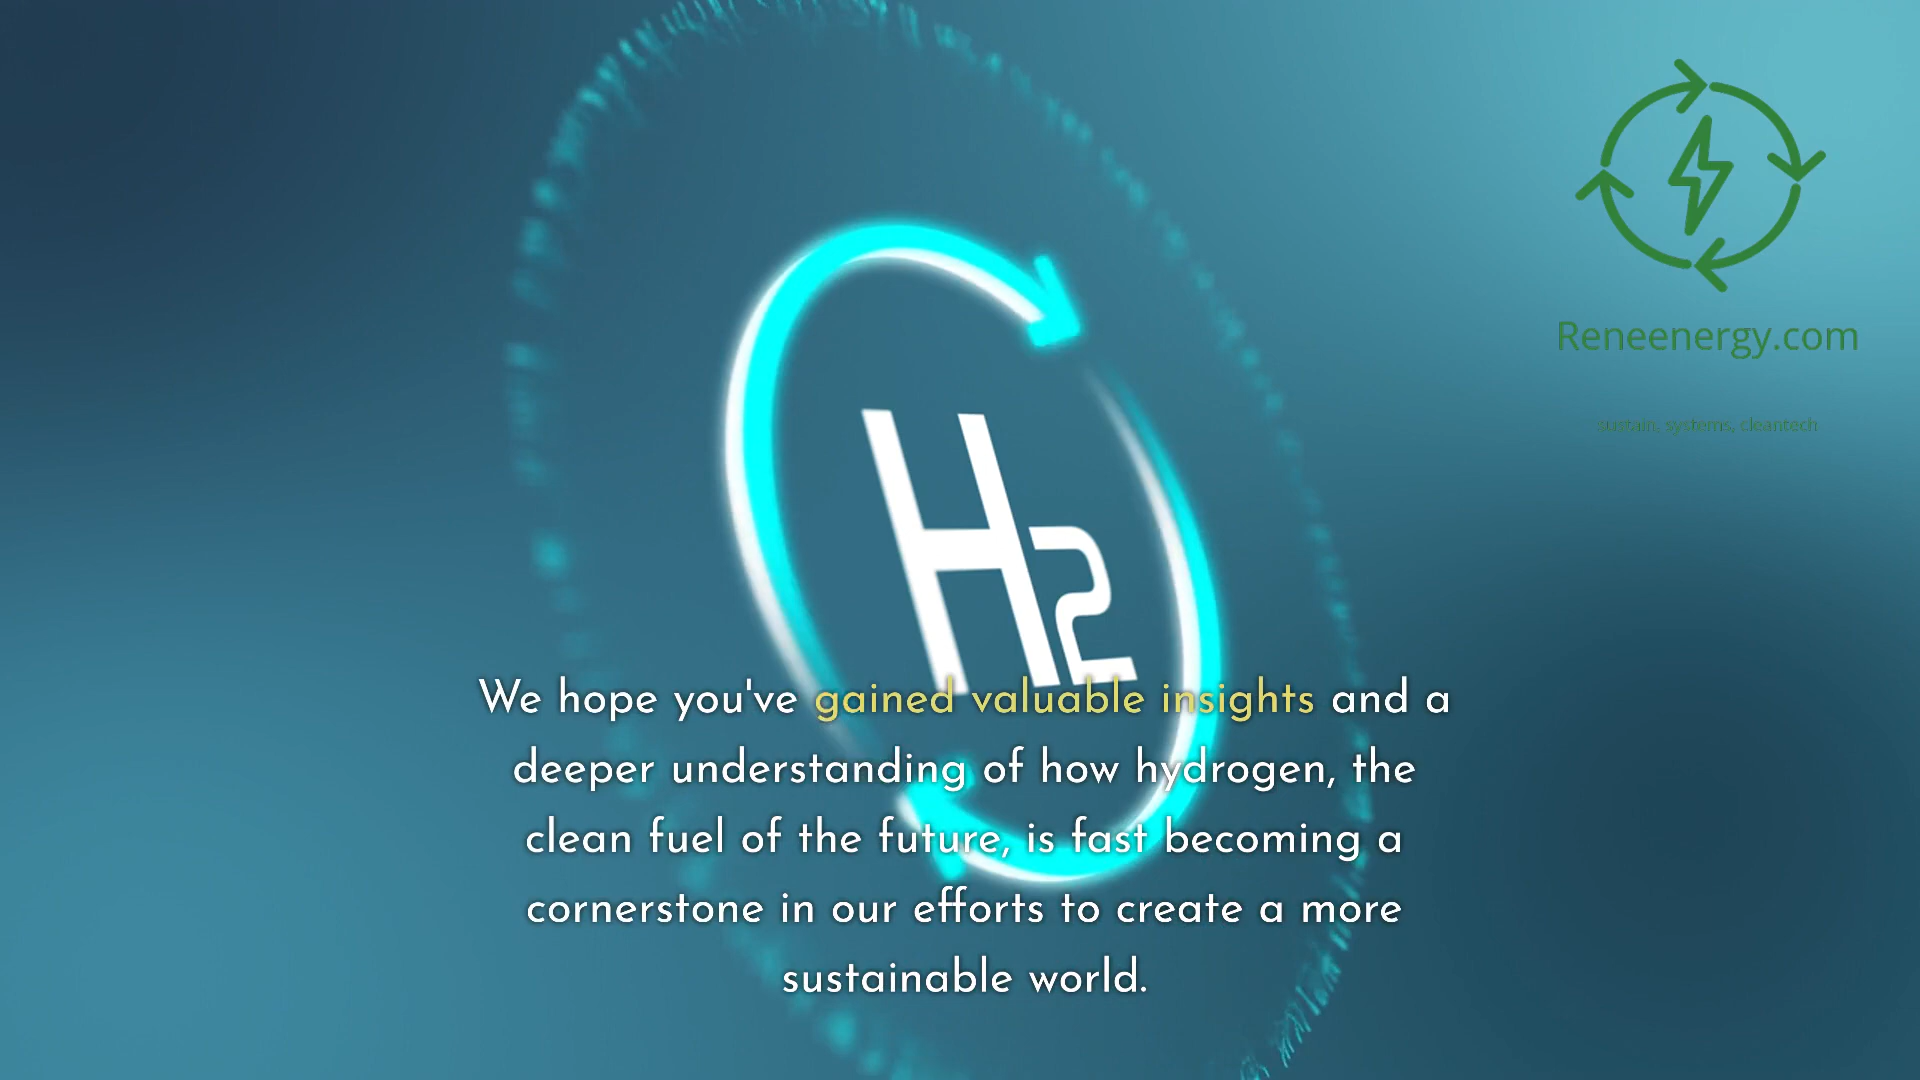 Reneenergy.com
sustain, systems, cleantech
H2
We hope you've gained valuable insights and a
deeper understanding of how hydrogen, the
clean fuel of the future, is fast becoming a
cornerstone in our efforts to create a more
sustainable world.